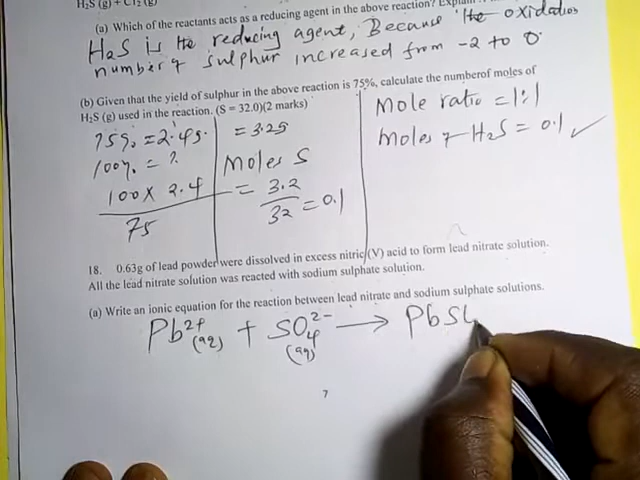 H2S (g) + Cl2 (g)
(a) Which of the reactants acts as a reducing agent in the above reaction? Explain
H2S is the reducing agent, Because the oxidation
number of sulphur increased from -2 to 0
(b) Given that the yield of sulphur in the above reaction is 75%, calculate the numberof moles of
H2S (g) used in the reaction. (S = 32.0)(2 marks)
75% = 2.4g.
100% = ?
100 x 2.4
75
= 3.2g
Moles S
= 3.2
32 = 0.1
Mole ratio = 1:1
Moles of H2S = 0.1 ✓
18. 0.63g of lead powder were dissolved in excess nitric (V) acid to form lead nitrate solution.
All the lead nitrate solution was reacted with sodium sulphate solution.
(a) Write an ionic equation for the reaction between lead nitrate and sodium sulphate solutions.
Pb2+ (aq) + SO4 2- (aq) → PbS
7